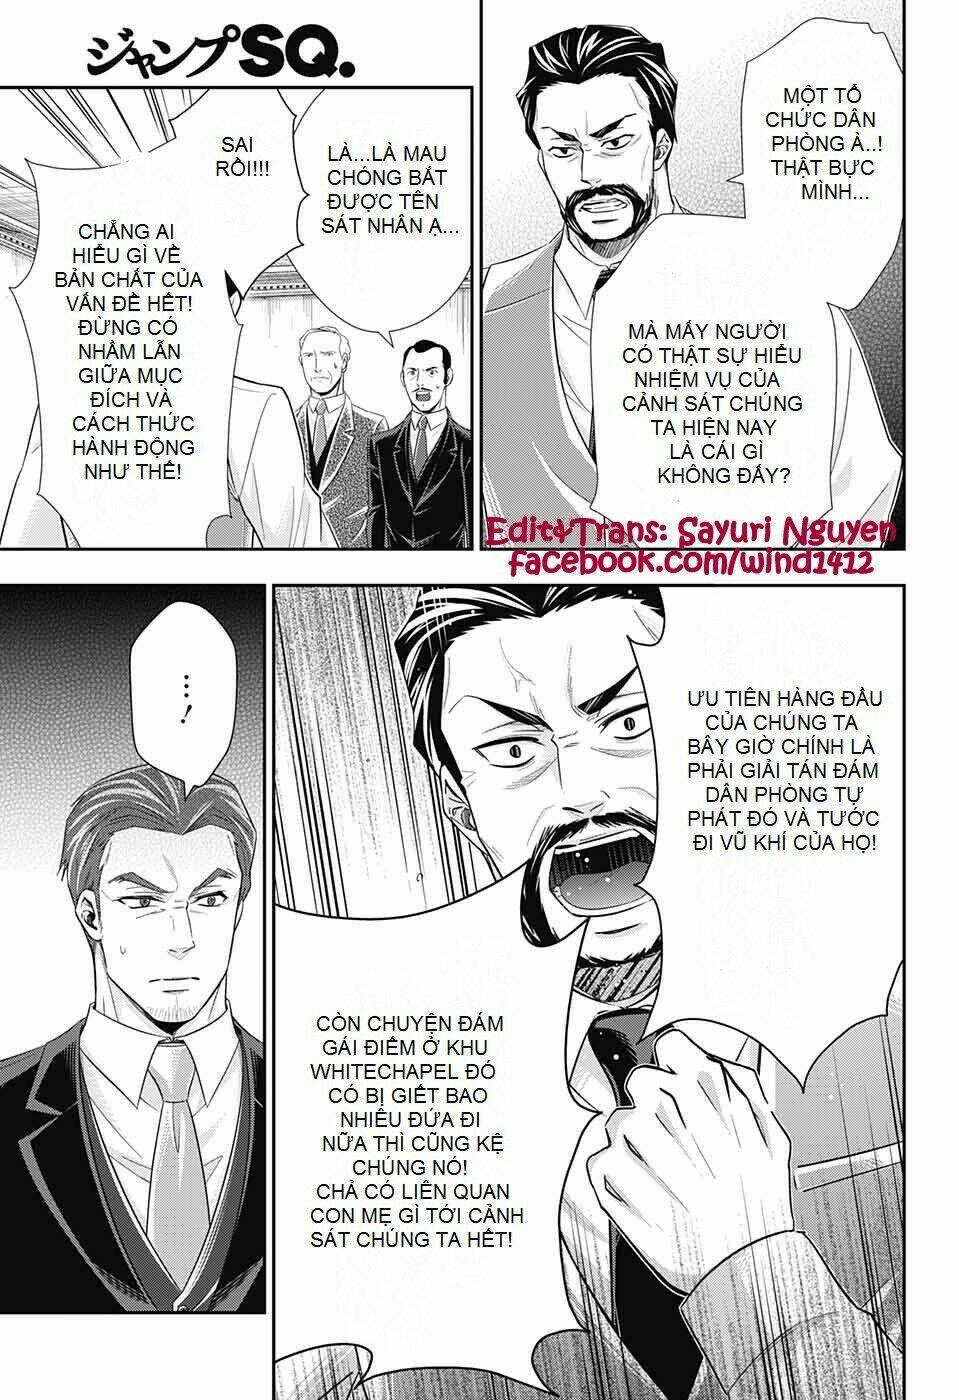 ジャンプSQ.
MỘT TỔ
CHỨC DÂN
PHÒNG À..!
THẬT BỰC
MÌNH...
MÀ MẤY NGƯỜI
CÓ THẬT SỰ HIỂU
NHIỆM VỤ CỦA
CẢNH SÁT CHÚNG
TA HIỆN NAY
LÀ CÁI GÌ
KHÔNG ĐẤY?
LÀ...LÀ MAU
CHÓNG BẮT
ĐƯỢC TÊN
SÁT NHÂN Ạ...
SAI
RỒI!!!
CHẲNG AI
HIỂU GÌ VỀ
BẢN CHẤT CỦA
VẤN ĐỀ HẾT!
ĐỪNG CÓ
NHẦM LẪN
GIỮA MỤC
ĐÍCH VÀ
CÁCH THỨC
HÀNH ĐỘNG
NHƯ THẾ!
Edit&Trans: Sayuri Nguyen
facebook.com/wind1412
ƯU TIÊN HÀNG ĐẦU
CỦA CHÚNG TA
BÂY GIỜ CHÍNH LÀ
PHẢI GIẢI TÁN ĐÁM
DÂN PHÒNG TỰ
PHÁT ĐÓ VÀ TƯỚC
ĐI VŨ KHÍ CỦA HỌ!
CÒN CHUYỆN ĐÁM
GÁI ĐIẾM Ở KHU
WHITECHAPEL ĐÓ
CÓ BỊ GIẾT BAO
NHIÊU ĐỨA ĐI
NỮA THÌ CŨNG KỆ
CHÚNG NÓ!
CHẢ CÓ LIÊN QUAN
CON MẸ GÌ TỚI CẢNH
SÁT CHÚNG TA HẾT!
...!